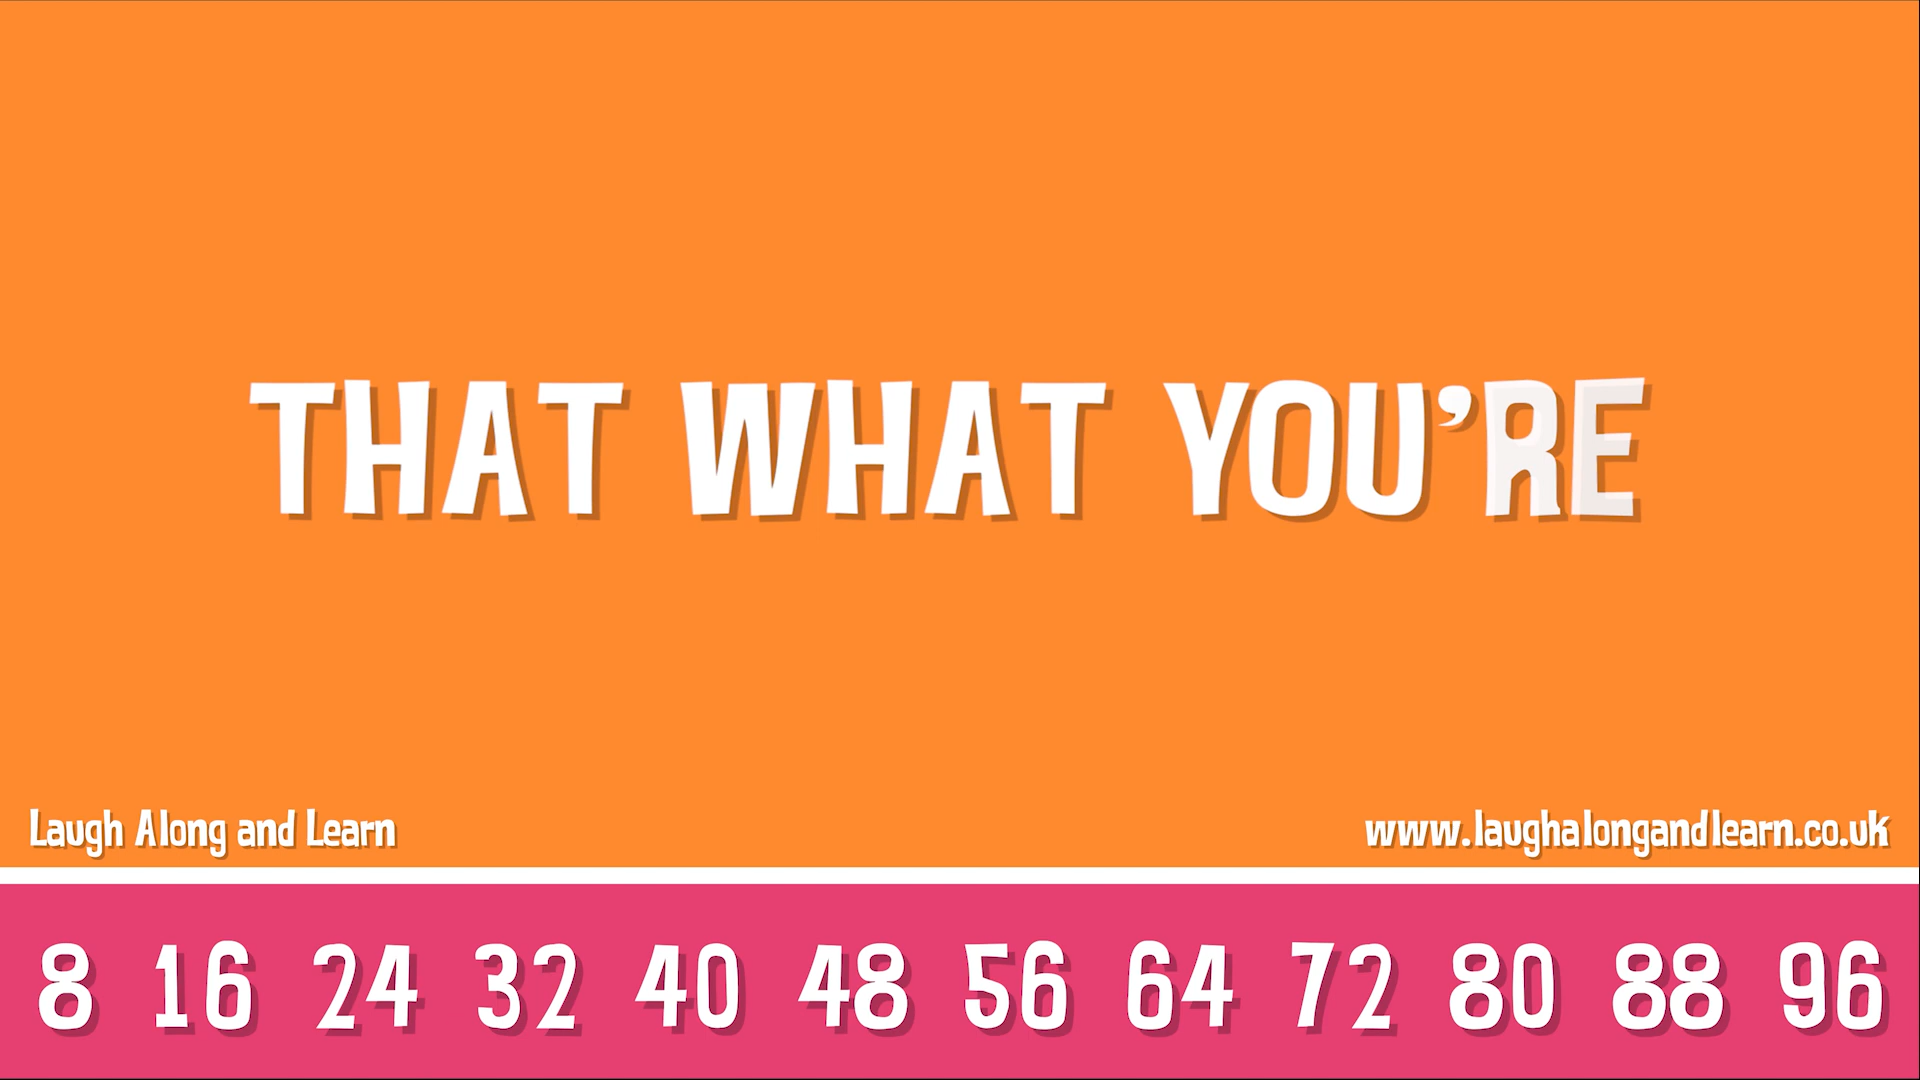 THAT WHAT YOU’RE
Laugh Along and Learn
www.laughalongandlearn.co.uk
8 16 24 32 40 48 56 64 72 80 88 96